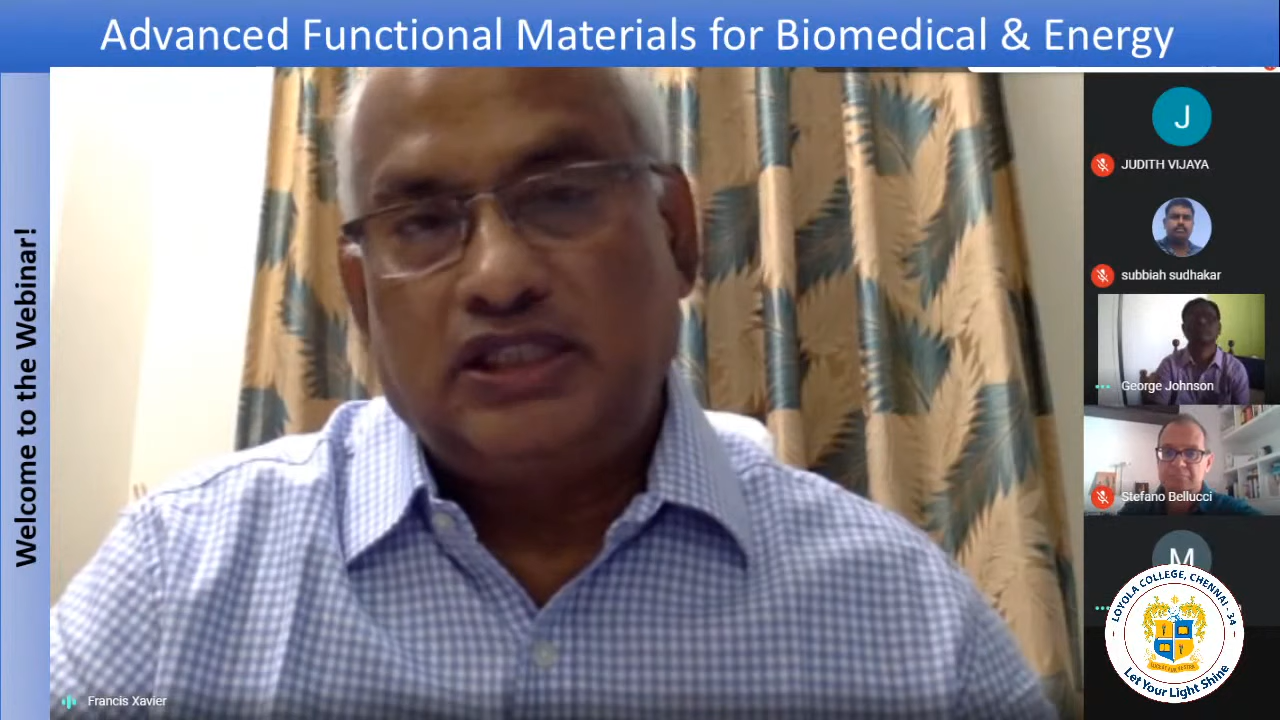 Advanced Functional Materials for Biomedical & Energy
Welcome to the Webinar!
J
JUDITH VIJAYA
subbiah sudhakar
George Johnson
Stefano Bellucci
M
LOYOLA COLLEGE, CHENNAI - 34
Let Your Light Shine
Francis Xavier